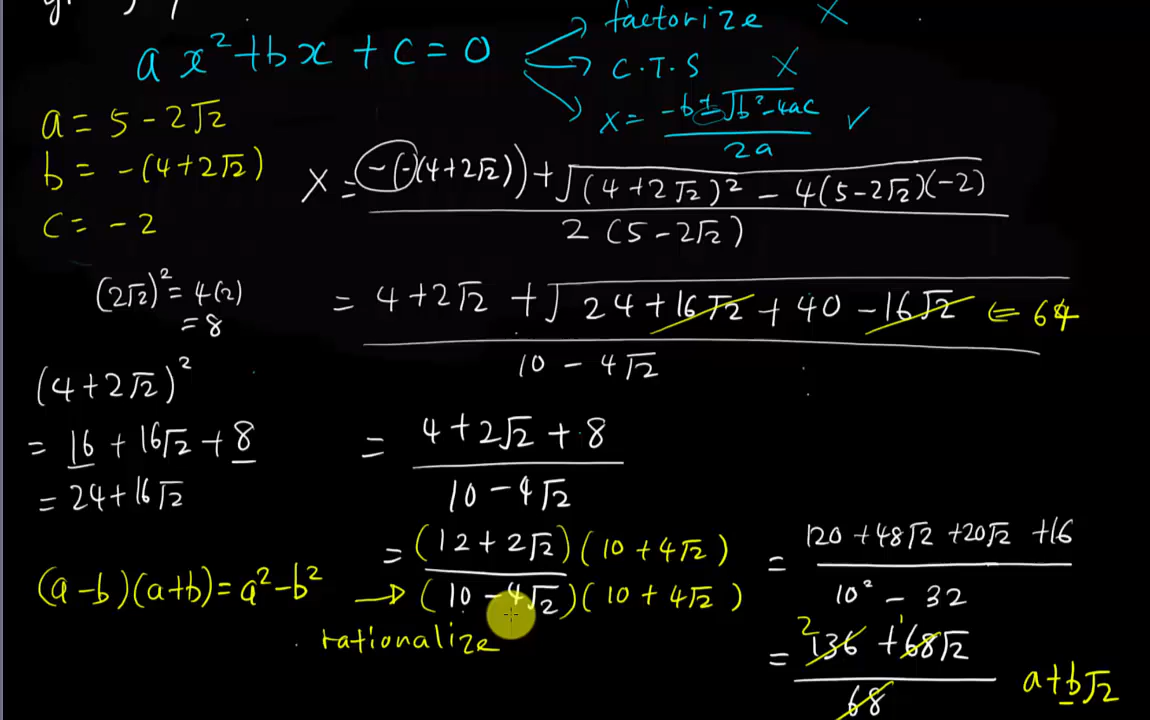 factorize X
ax²+bx+c=0
C.T.S X
x= (-b±√(b²-4ac))/(2a) ✓
a= 5-2√2
b= -(4+2√2)
c= -2
X= (-(-(4+2√2))+√((4+2√2)²-4(5-2√2)(-2)))/(2(5-2√2))
(2√2)²=4(2)
=8
= (4+2√2+√(24+16√2+40-16√2))/(10-4√2) ⇐ 64
(4+2√2)²
= 16+16√2+8
= 24+16√2
= (4+2√2+8)/(10-4√2)
(a-b)(a+b)=a²-b²
= ((12+2√2)(10+4√2))/((10-4√2)(10+4√2))
rationalize
= (120+48√2+20√2+16)/(10²-32)
= (136+68√2)/68
2 1
a+b√2